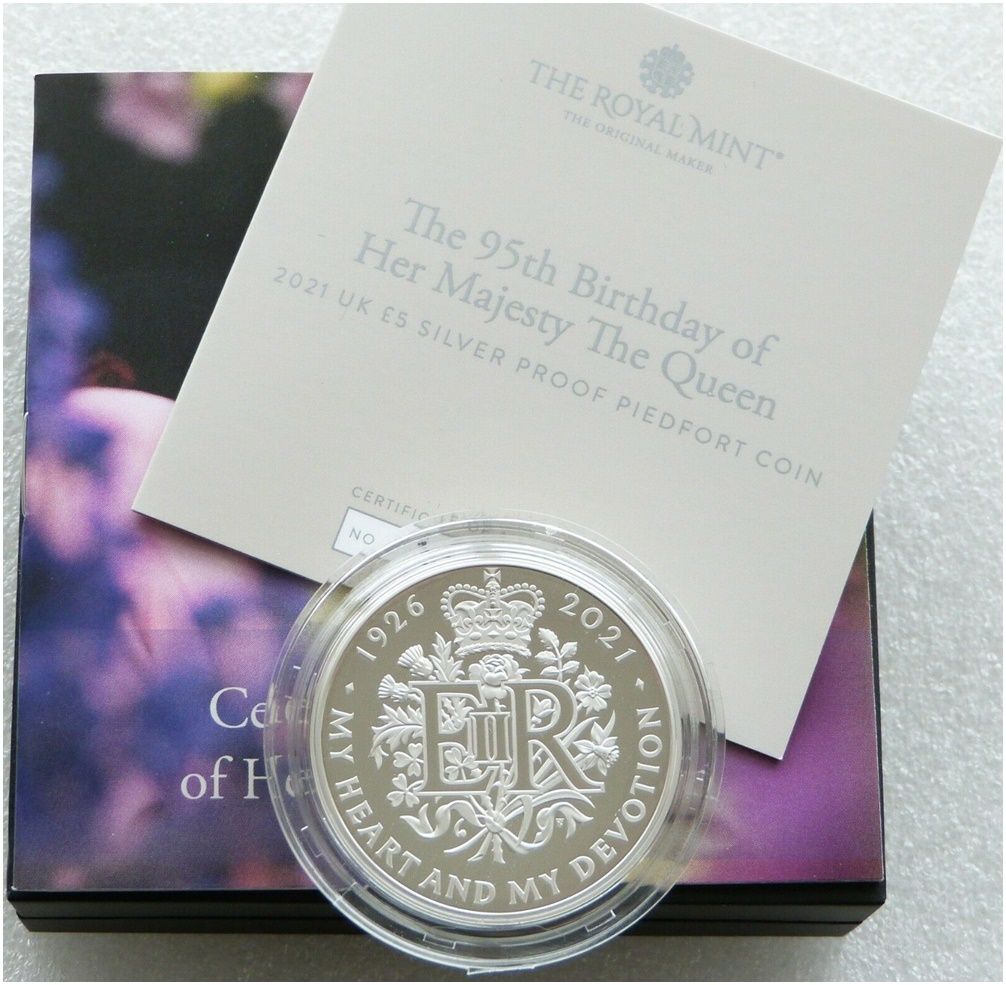 THE ROYAL MINT®
THE ORIGINAL MAKER
The 95th Birthday of
Her Majesty The Queen
2021 UK £5 SILVER PROOF PIEDFORT COIN
NO
of
1926 2021
EIIR
MY HEART AND MY DEVOTION